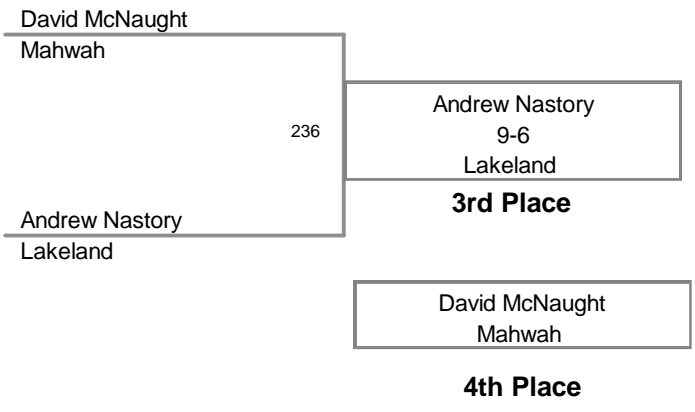 David McNaught
Mahwah
236
Andrew Nastory
9-6
Lakeland
3rd Place
Andrew Nastory
Lakeland
David McNaught
Mahwah
4th Place